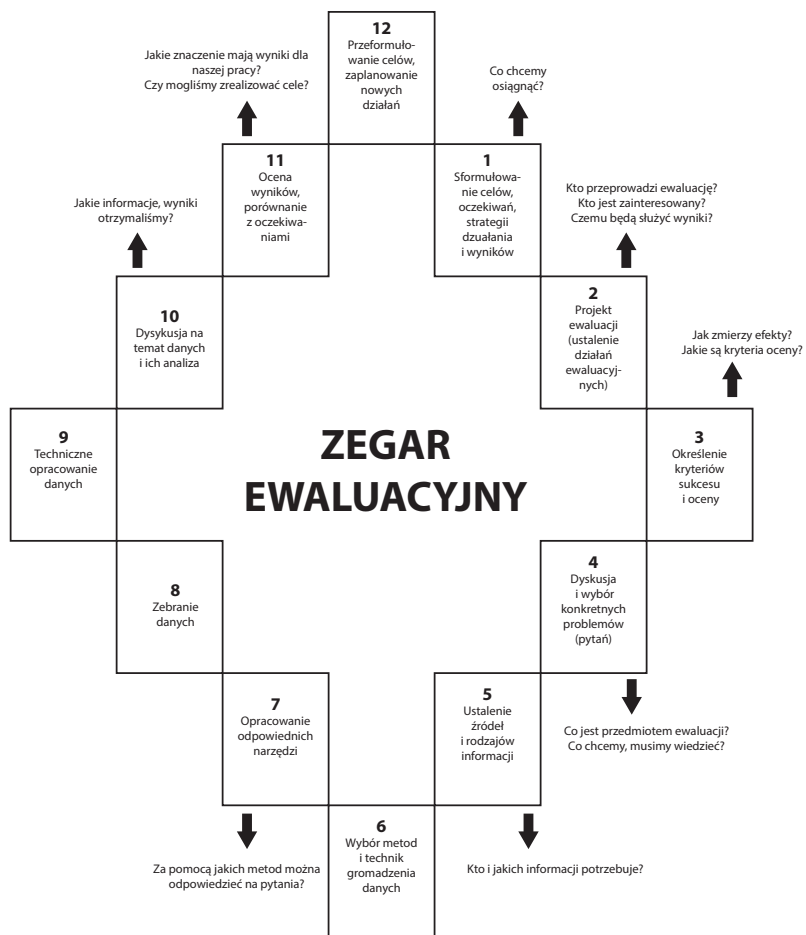 12
Przeformuło-
wanie celów,
zaplanowanie
nowych
działań
Jakie znaczenie mają wyniki dla
naszej pracy?
Czy mogliśmy zrealizować cele?
Co chcemy
osiągnąć?
11
Ocena
wyników,
porównanie
z oczekiwa-
niami
1
Sformułowa-
nie celów,
oczekiwań,
strategii
dzuałania
i wyników
Jakie informacje, wyniki
otrzymaliśmy?
Kto przeprowadzi ewaluację?
Kto jest zainteresowany?
Czemu będą służyć wyniki?
10
Dysykusja na
temat danych
i ich analiza
2
Projekt
ewaluacji
(ustalenie
działań
ewaluacyj-
nych)
Jak zmierzy efekty?
Jakie są kryteria oceny?
9
Techniczne
opracowanie
danych
ZEGAR
EWALUACYJNY
3
Określenie
kryteriów
sukcesu
i oceny
8
Zebranie
danych
4
Dyskusja
i wybór
konkretnych
problemów
(pytań)
7
Opracowanie
odpowiednich
narzędzi
5
Ustalenie
źródeł
i rodzajów
informacji
Co jest przedmiotem ewaluacji?
Co chcemy, musimy wiedzieć?
6
Wybór metod
i technik
gromadzenia
danych
Za pomocą jakich metod można
odpowiedzieć na pytania?
Kto i jakich informacji potrzebuje?